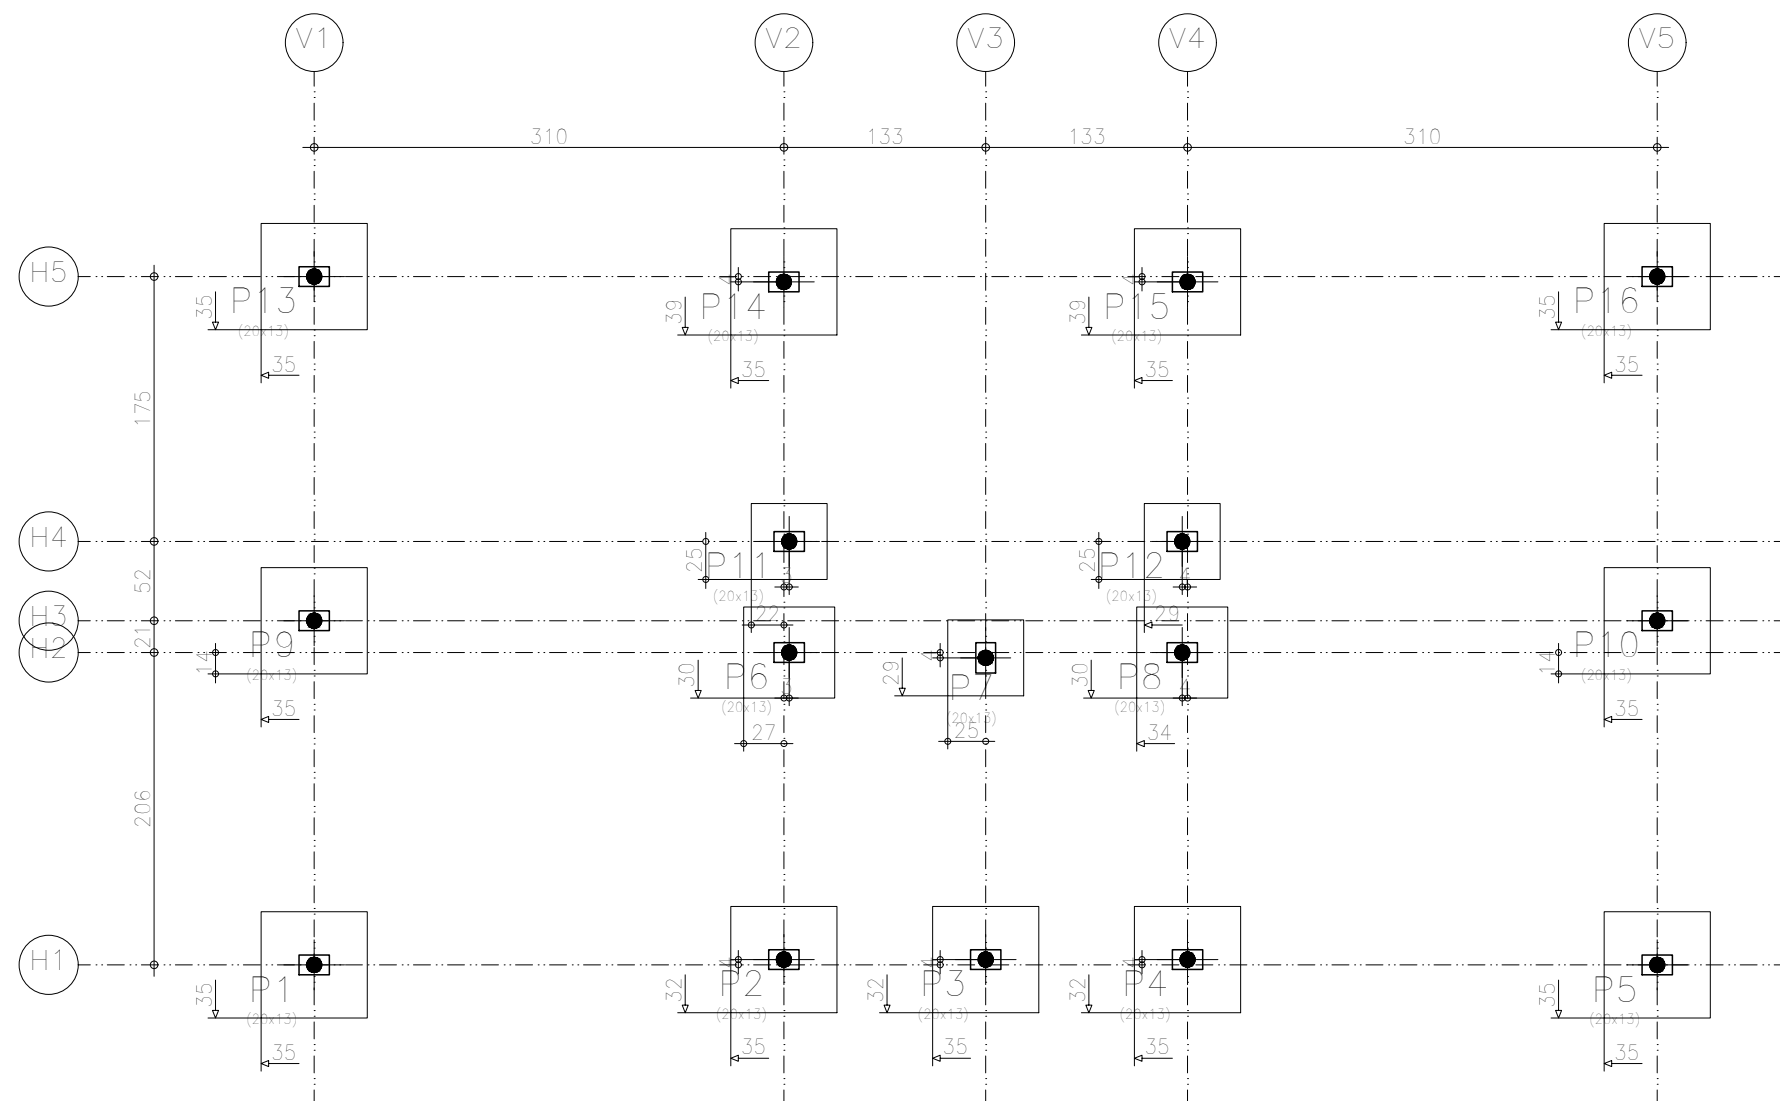 V1 V2 V3 V4 V5
310 133 133 310
H5
P13 P14 P15 P16
35 39 39 35
(20x13) (20x13) (20x13) (20x13)
35 35 35 35
175
H4
25 P11 25 P12
(20x13) (20x13)
52
22 29
H3
21
H2
P9 P10
14 14
(20x13) (20x13)
30 P6 29 P7 30 P8
(20x13) (20x13) (20x13)
35 27 25 34 35
206
H1
P1 P2 P3 P4 P5
35 32 32 32 35
(20x13) (20x13) (20x13) (20x13) (20x13)
35 35 35 35 35